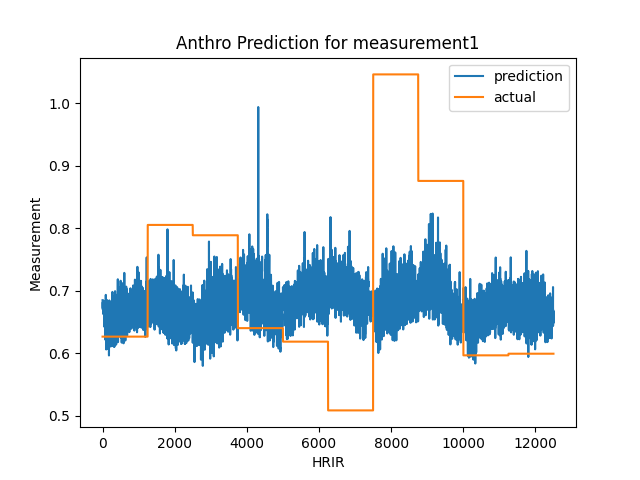 Anthro Prediction for measurement1
prediction
actual
Measurement
1.0
0.9
0.8
0.7
0.6
0.5
0 2000 4000 6000 8000 10000 12000
HRIR